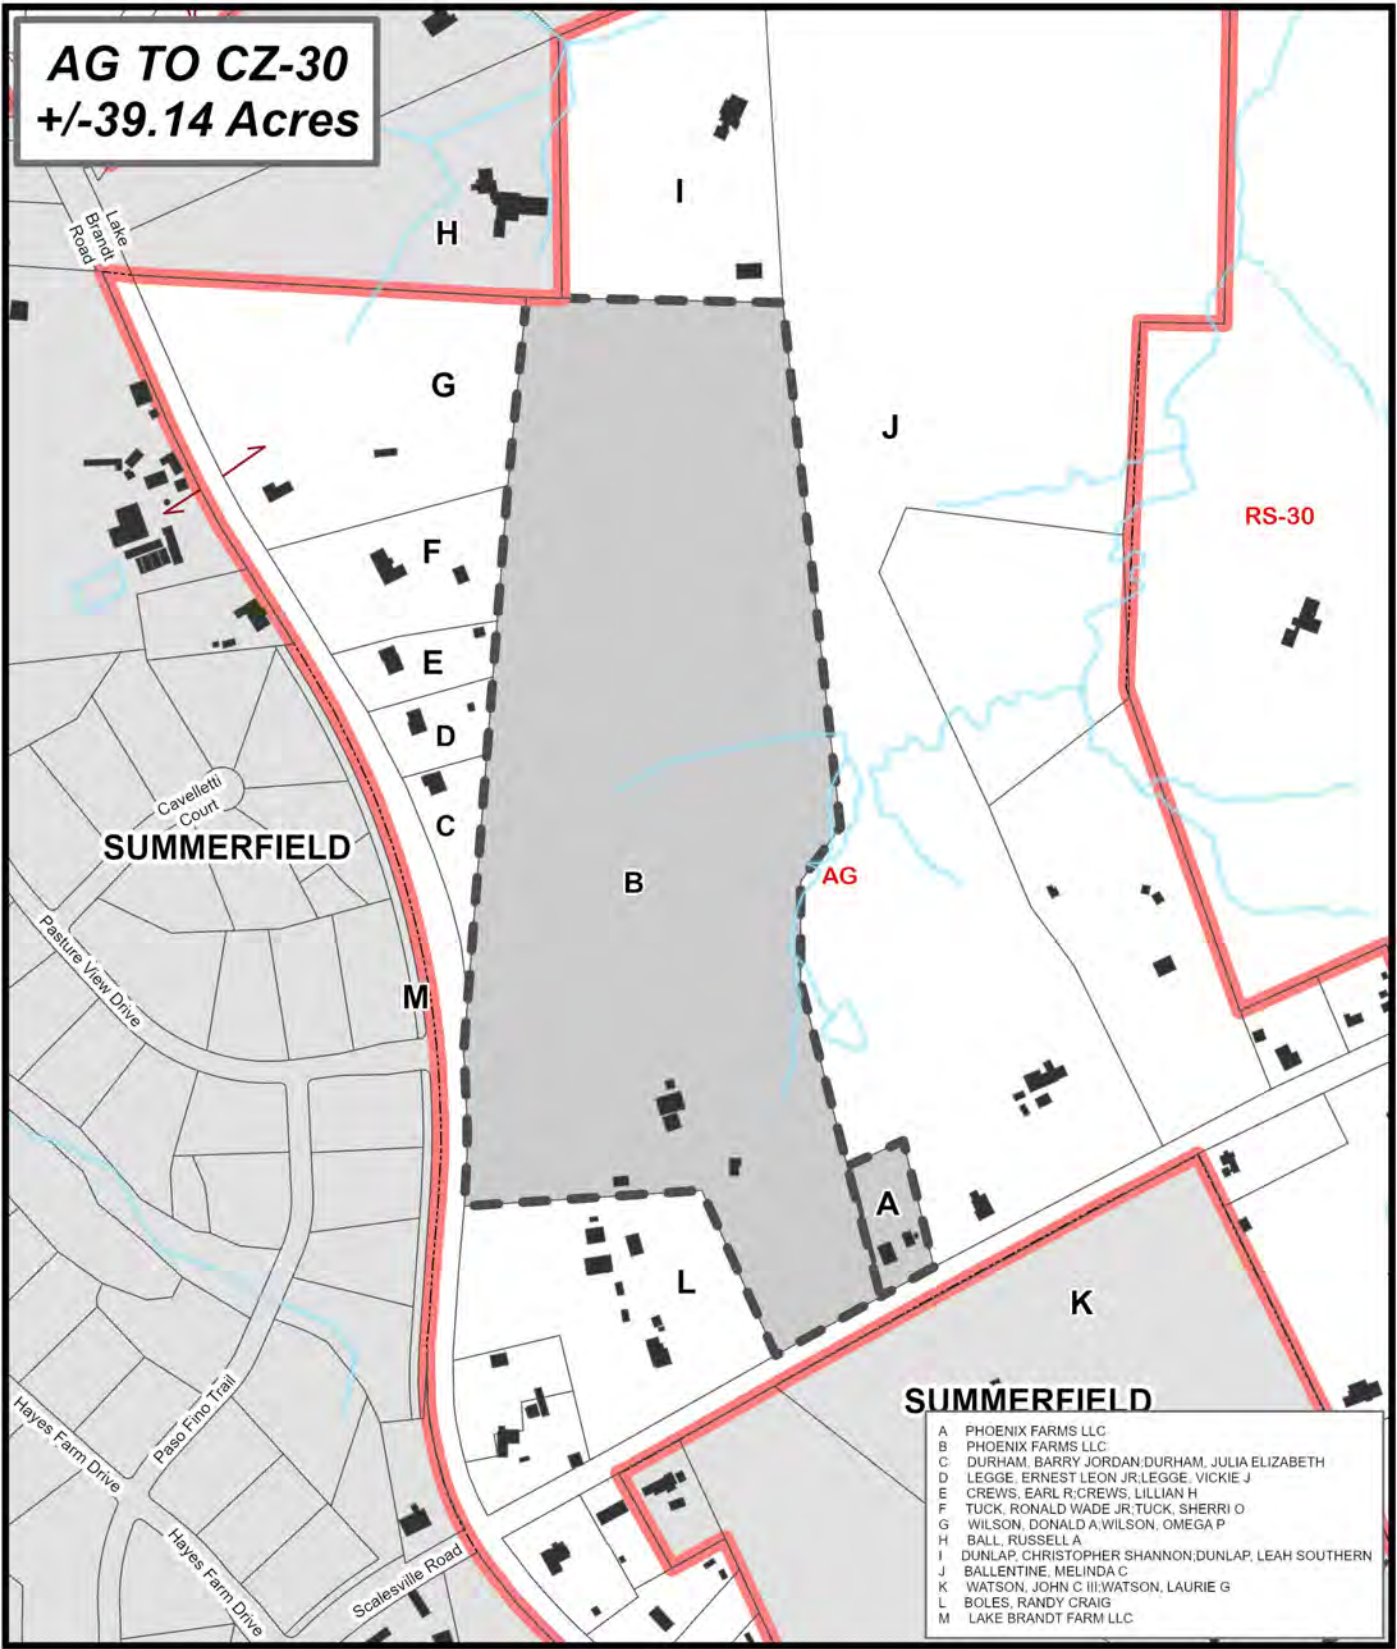 AG TO CZ-30
+/-39.14 Acres
Lake
Brandt
Road
H
I
G
J
F
RS-30
E
D
Cavelletti
Court
C
SUMMERFIELD
B
AG
Pasture View Drive
M
A
L
K
Paso Fino Trail
Hayes Farm Drive
SUMMERFIELD
Hayes Farm Drive
Scalesville Road
A PHOENIX FARMS LLC
B PHOENIX FARMS LLC
C DURHAM, BARRY JORDAN;DURHAM, JULIA ELIZABETH
D LEGGE, ERNEST LEON JR;LEGGE, VICKIE J
E CREWS, EARL R;CREWS, LILLIAN H
F TUCK, RONALD WADE JR;TUCK, SHERRI O
G WILSON, DONALD A;WILSON, OMEGA P
H BALL, RUSSELL A
I DUNLAP, CHRISTOPHER SHANNON;DUNLAP, LEAH SOUTHERN
J BALLENTINE, MELINDA C
K WATSON, JOHN C III;WATSON, LAURIE G
L BOLES, RANDY CRAIG
M LAKE BRANDT FARM LLC